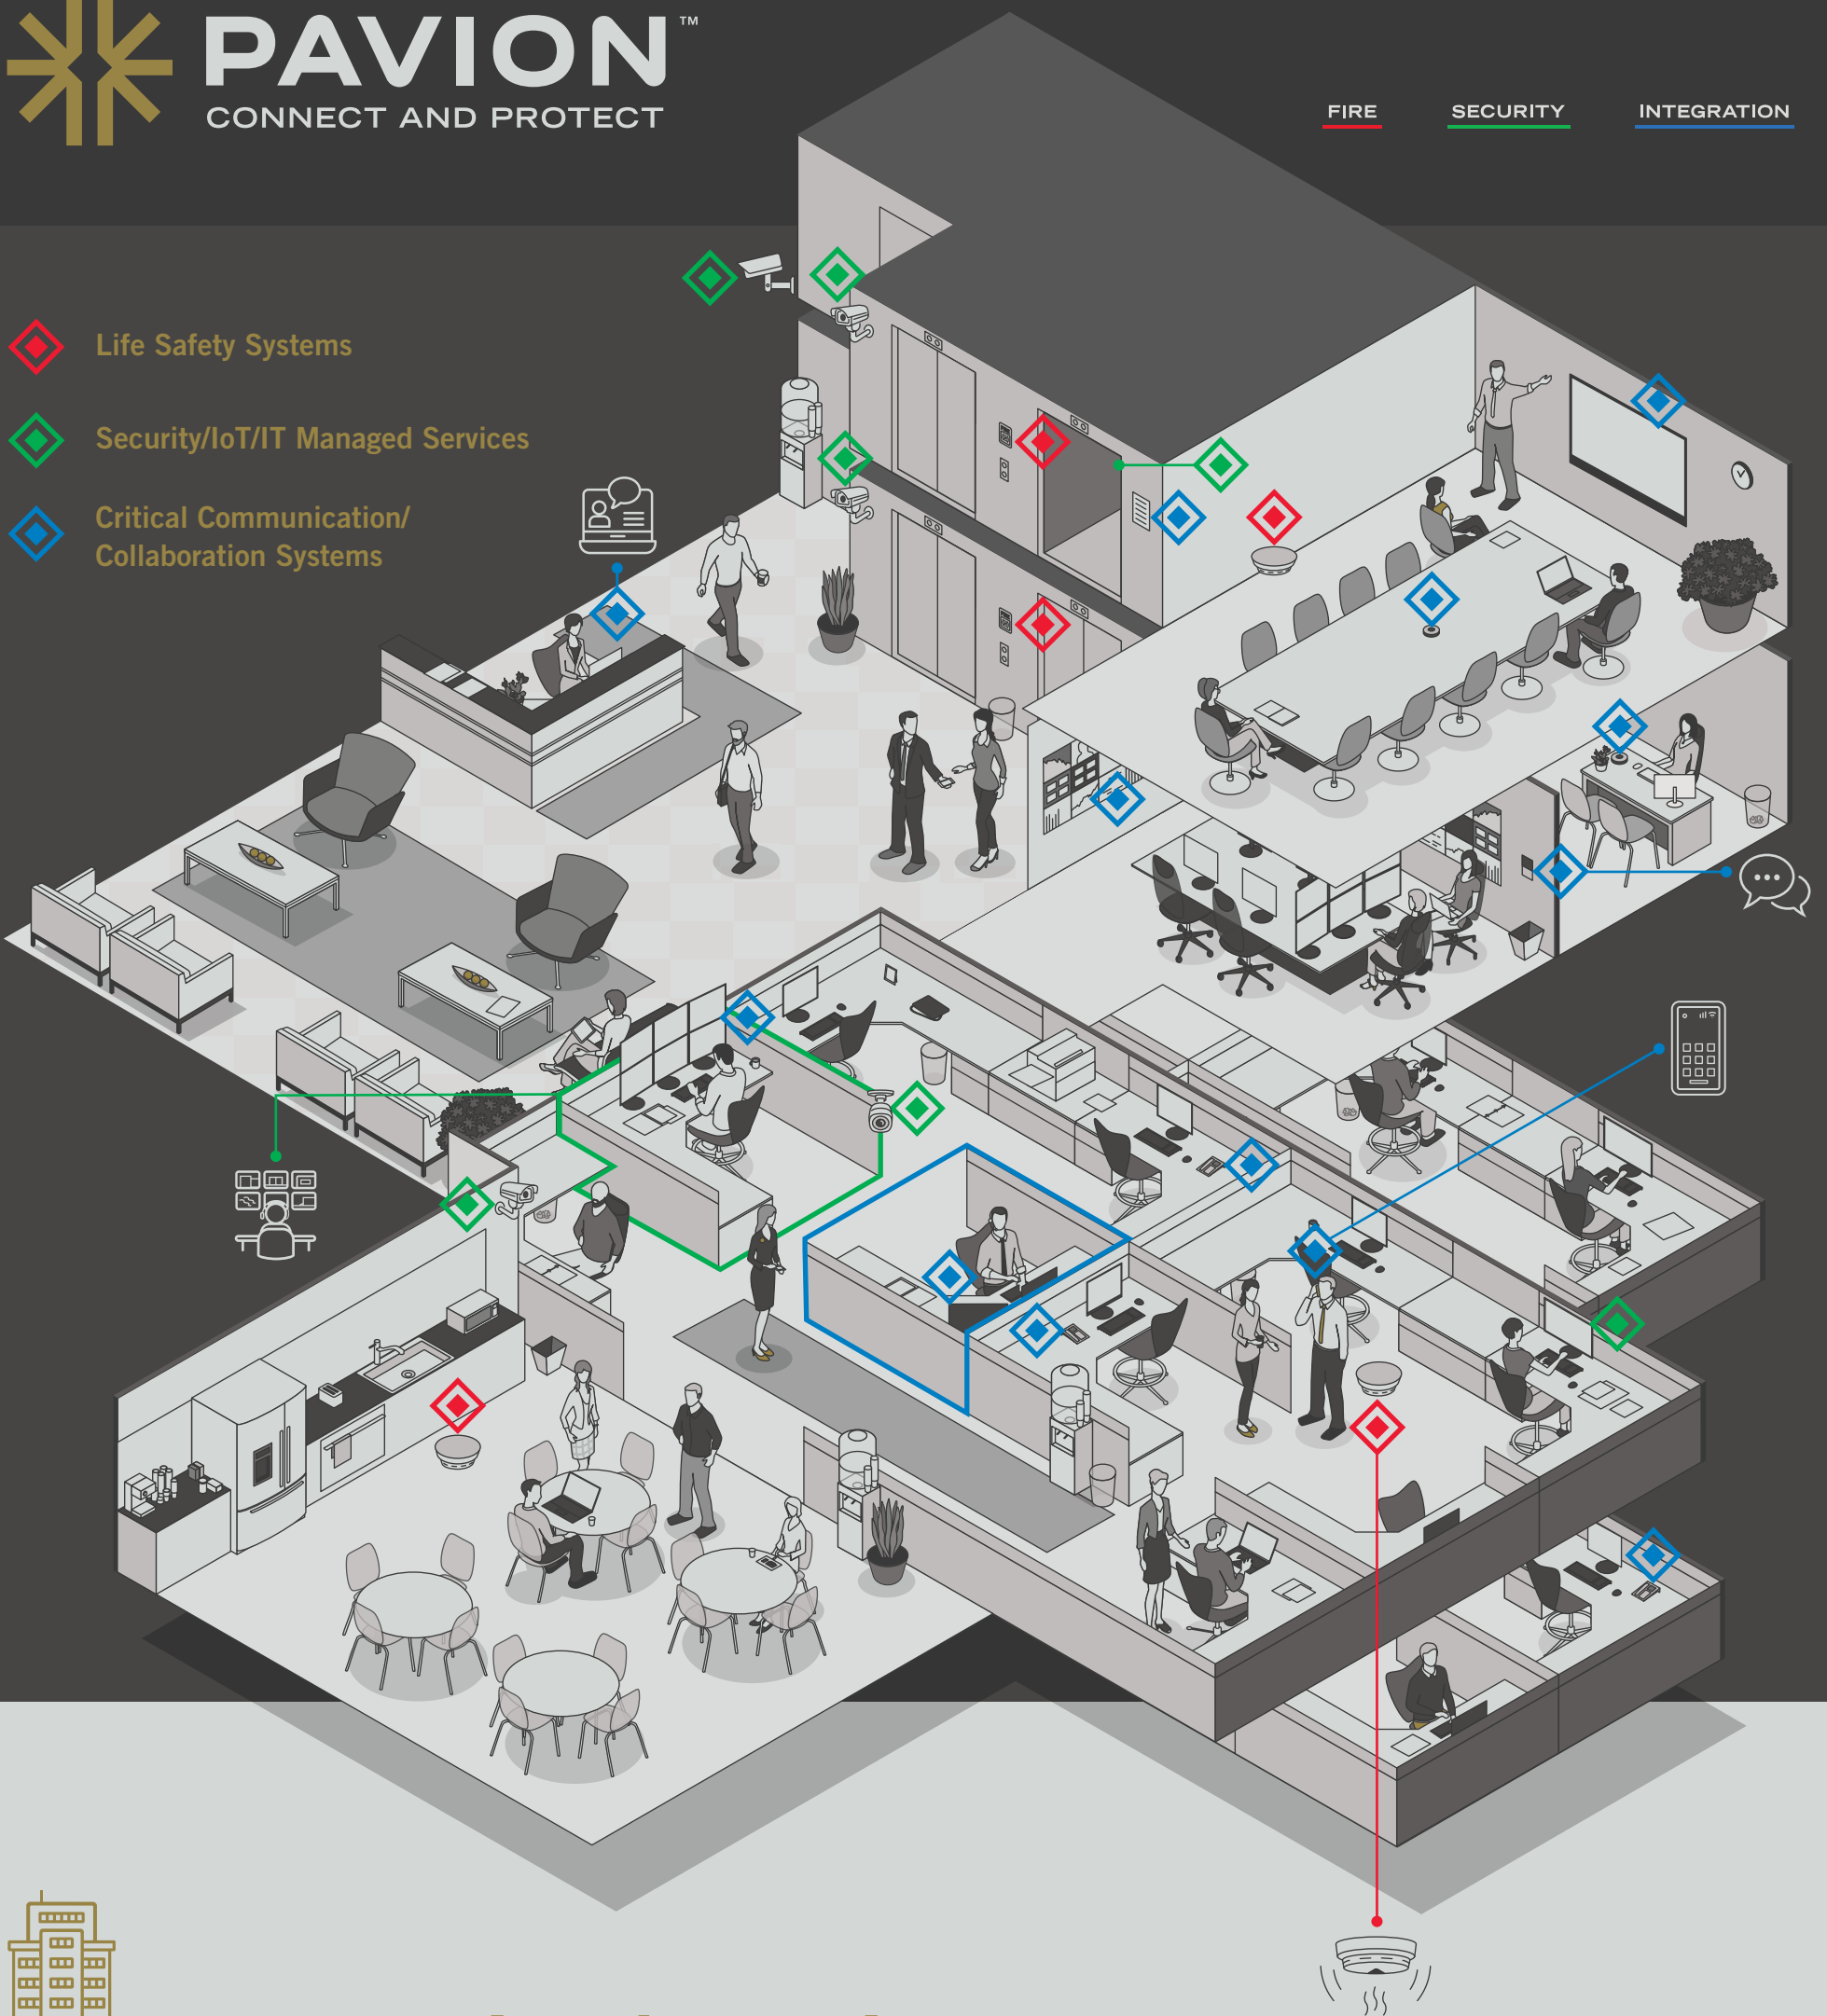 PAVION™
CONNECT AND PROTECT
FIRE
SECURITY
INTEGRATION
Life Safety Systems
Security/IoT/IT Managed Services
Critical Communication/
Collaboration Systems